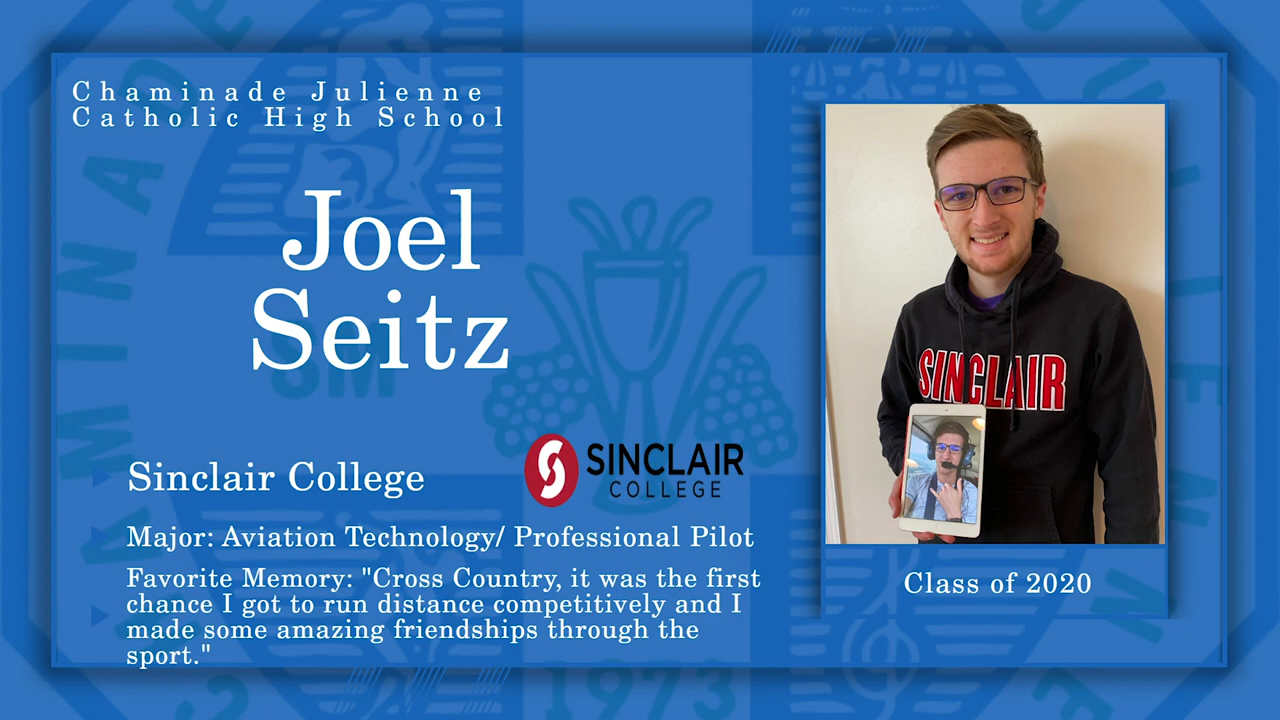 Chaminade Julienne
Catholic High School
Joel
Seitz
Sinclair College
SINCLAIR
COLLEGE
Major: Aviation Technology/ Professional Pilot
Favorite Memory: "Cross Country, it was the first
chance I got to run distance competitively and I
made some amazing friendships through the
sport."
SINCLAIR
Class of 2020
SM
1973